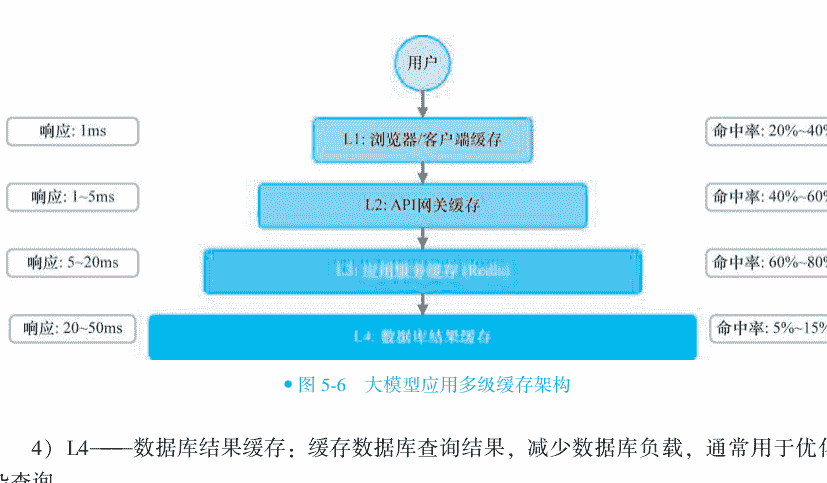 用户
响应: 1ms
L1: 浏览器/客户端缓存
命中率: 20%~40%
响应: 1~5ms
L2: API网关缓存
命中率: 40%~60%
响应: 5~20ms
L3: 应用服务缓存 (Redis)
命中率: 60%~80%
响应: 20~50ms
L4: 数据库结果缓存
命中率: 5%~15%
●图 5-6 大模型应用多级缓存架构
4）L4——数据库结果缓存：缓存数据库查询结果，减少数据库负载，通常用于优化
查询